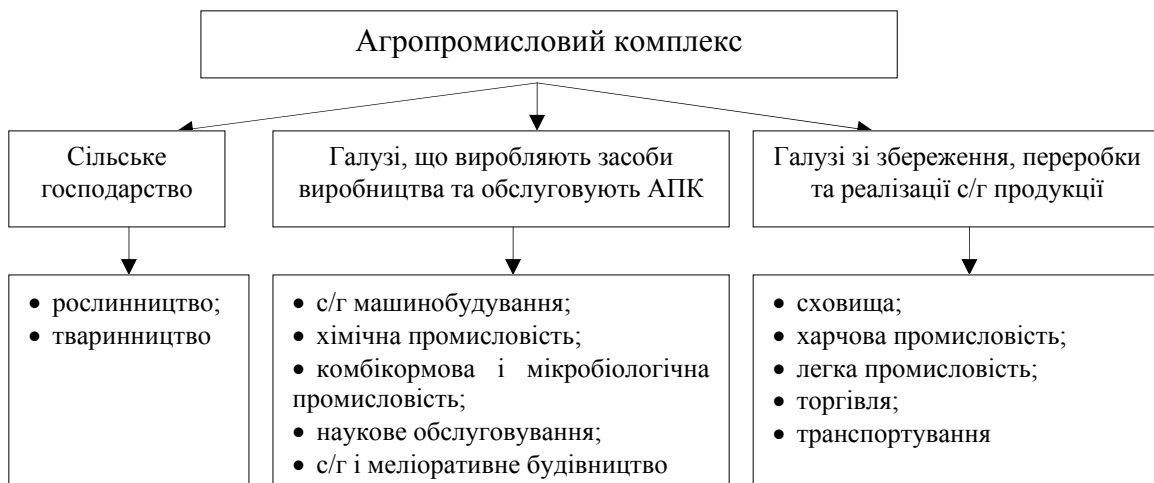 Агропромисловий комплекс
Сільське
господарство
Галузі, що виробляють засоби
виробництва та обслуговують АПК
Галузі зі збереження, переробки
та реалізації с/г продукції
• рослинництво;
• тваринництво
• с/г машинобудування;
• хімічна промисловість;
• комбікормова і мікробіологічна
промисловість;
• наукове обслуговування;
• с/г і меліоративне будівництво
• сховища;
• харчова промисловість;
• легка промисловість;
• торгівля;
• транспортування